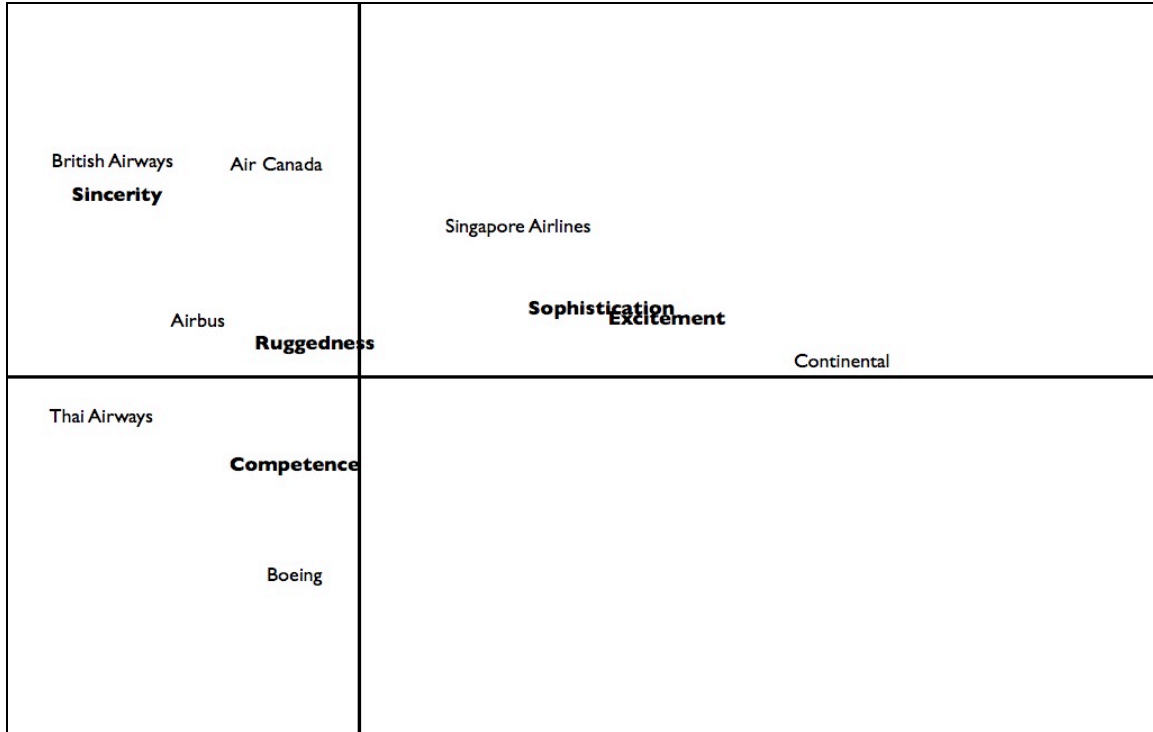 British Airways
Air Canada
Sincerity
Singapore Airlines
Sophistication
Excitement
Airbus
Ruggedness
Continental
Thai Airways
Competence
Boeing